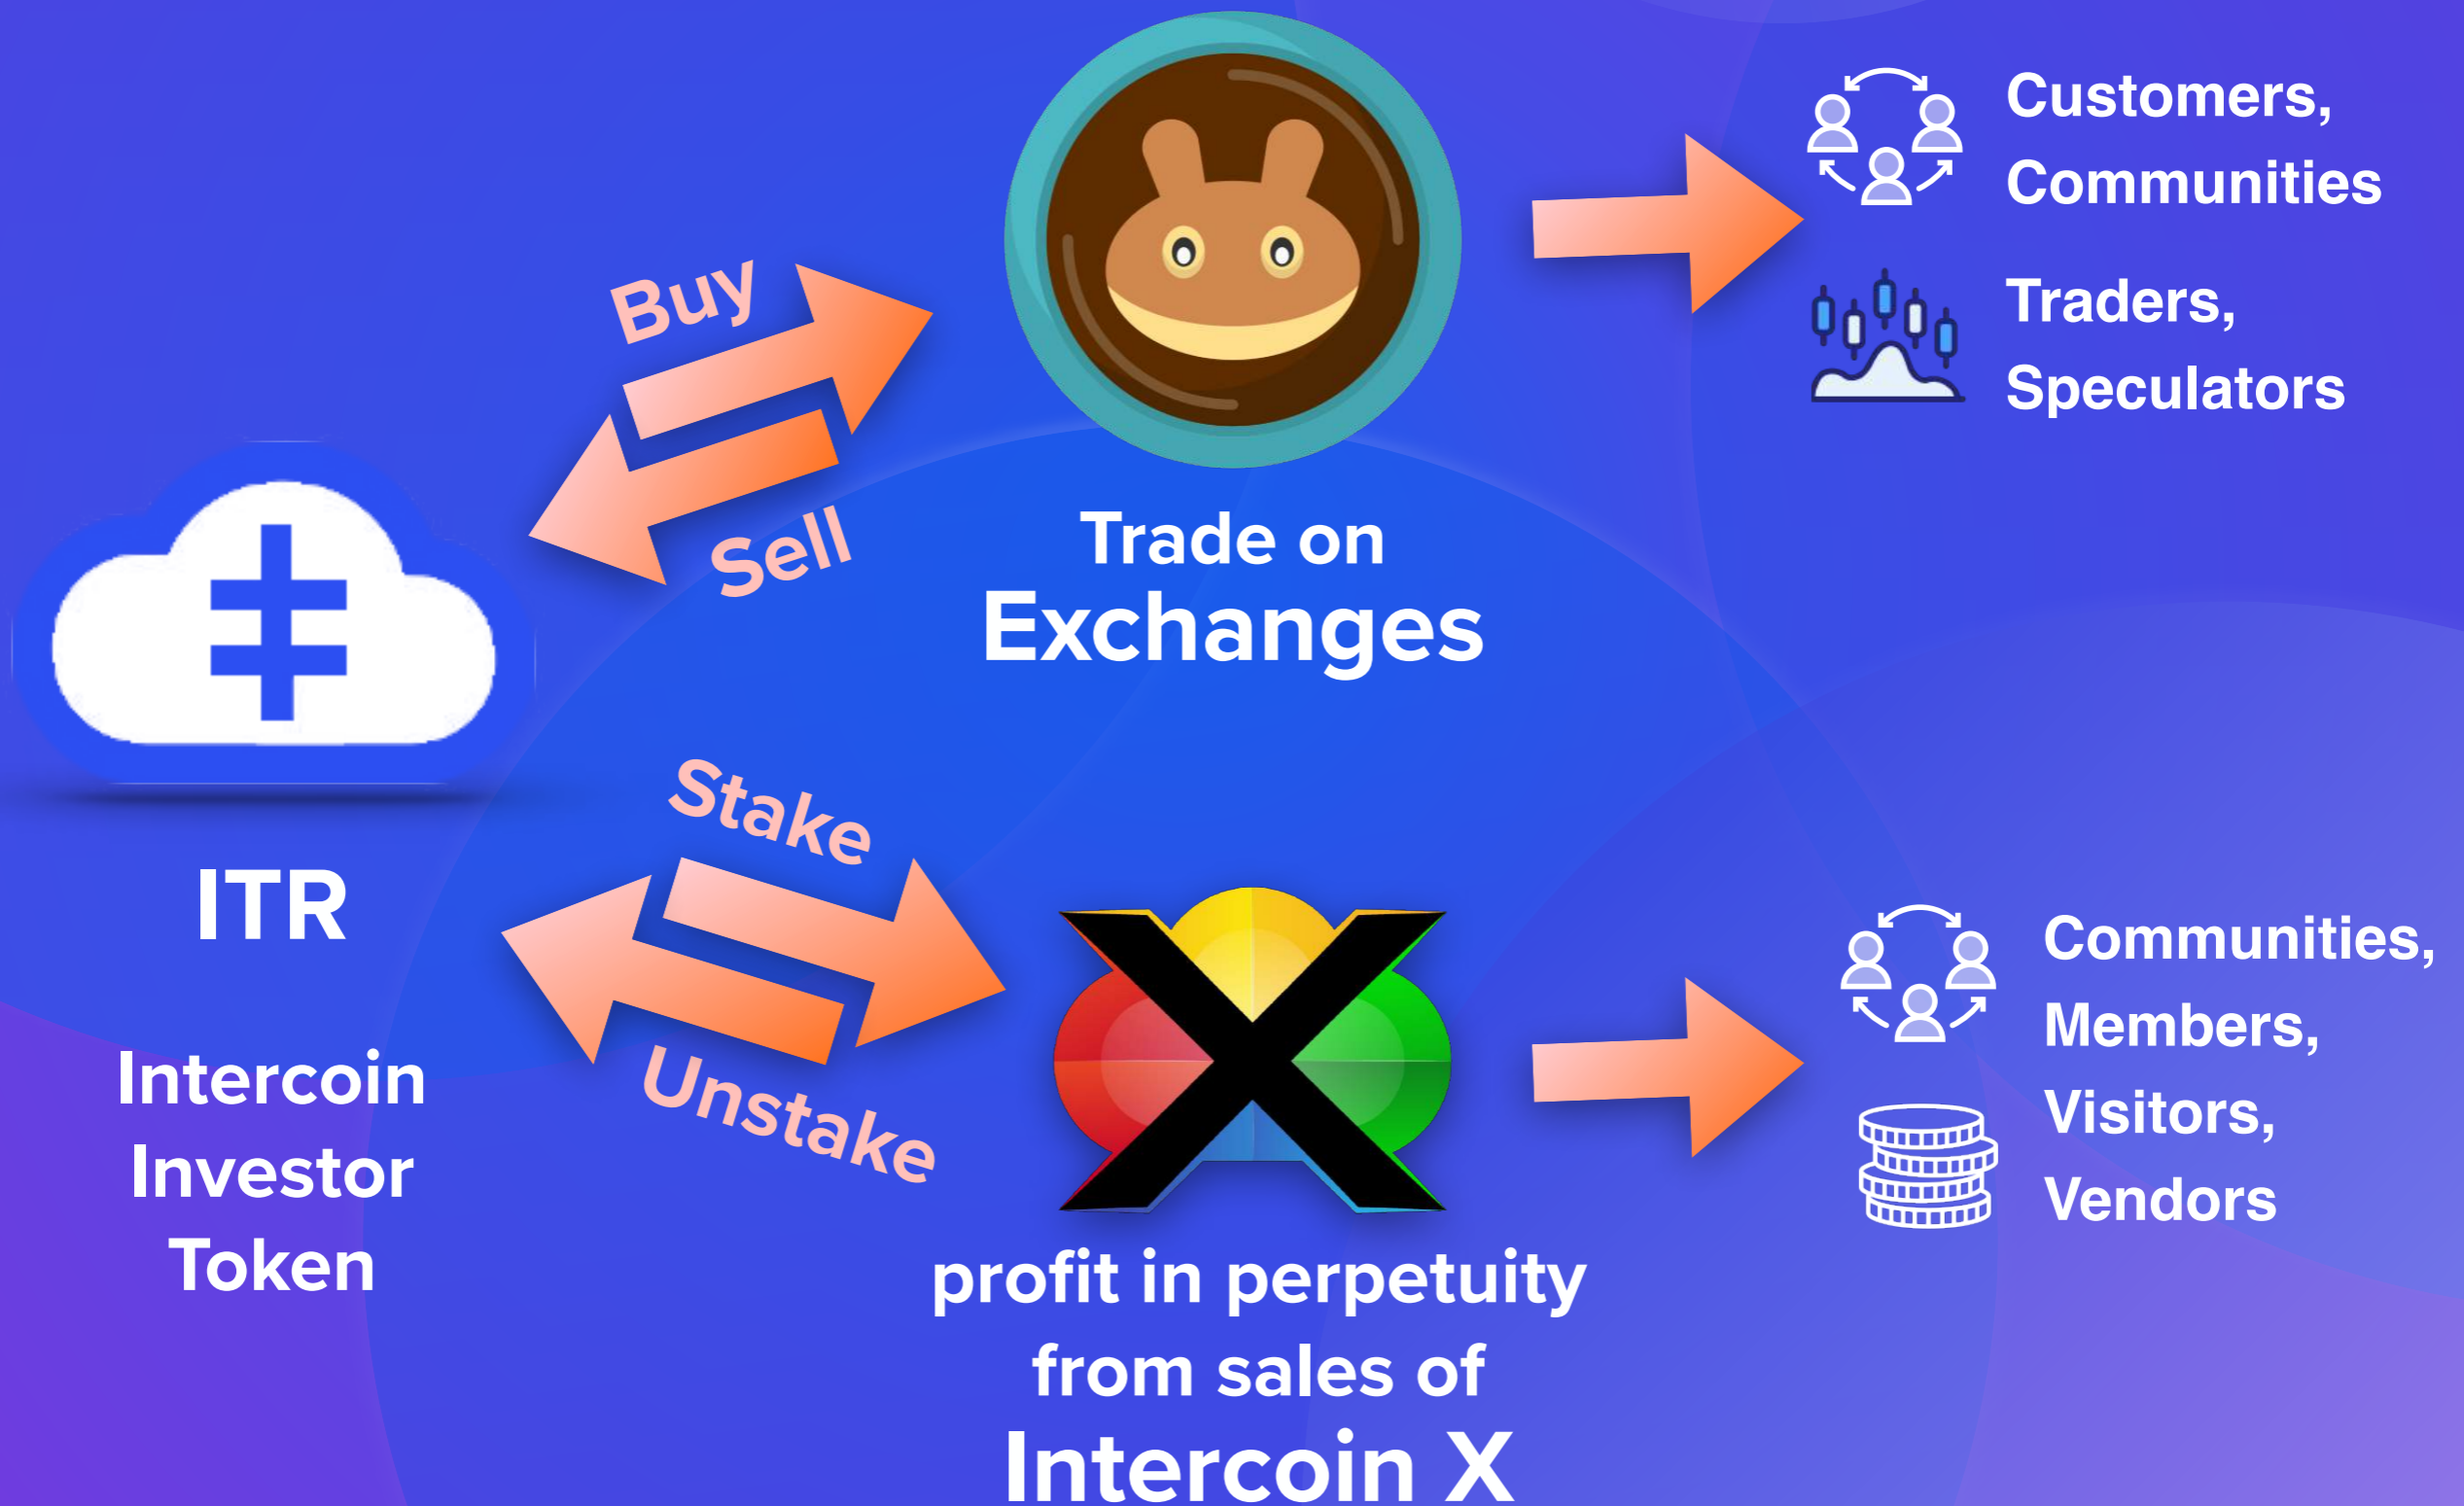 Customers,
Communities
Traders,
Speculators
Buy
Sell
Trade on
Exchanges
ITR
Intercoin
Investor
Token
Stake
Unstake
profit in perpetuity
from sales of
Intercoin X
Communities,
Members,
Visitors,
Vendors